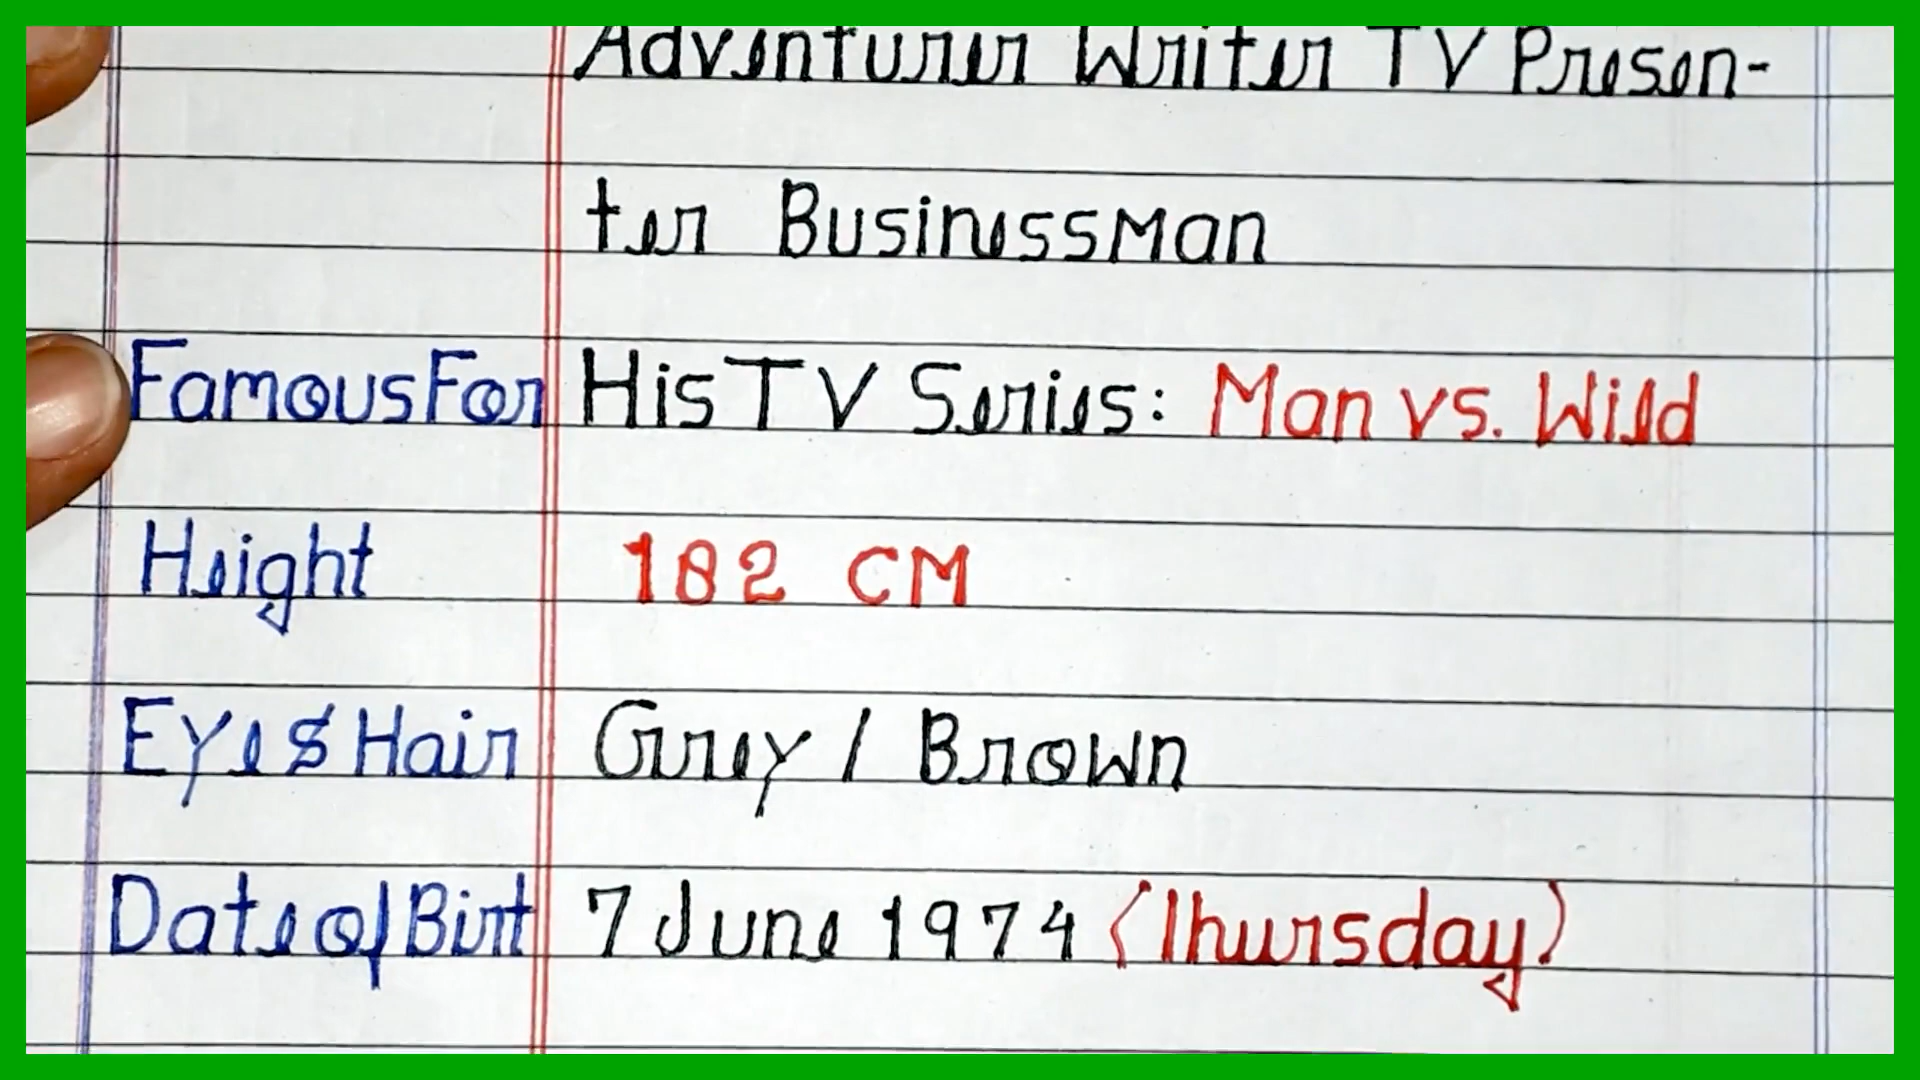 Adventurer Writer TV Presen-
ter BusinessMan
Famous For His TV Series: Man vs. Wild
Height 182 CM
Eye & Hair Grey / Brown
Date of Birt 7 June 1974 (Thursday)